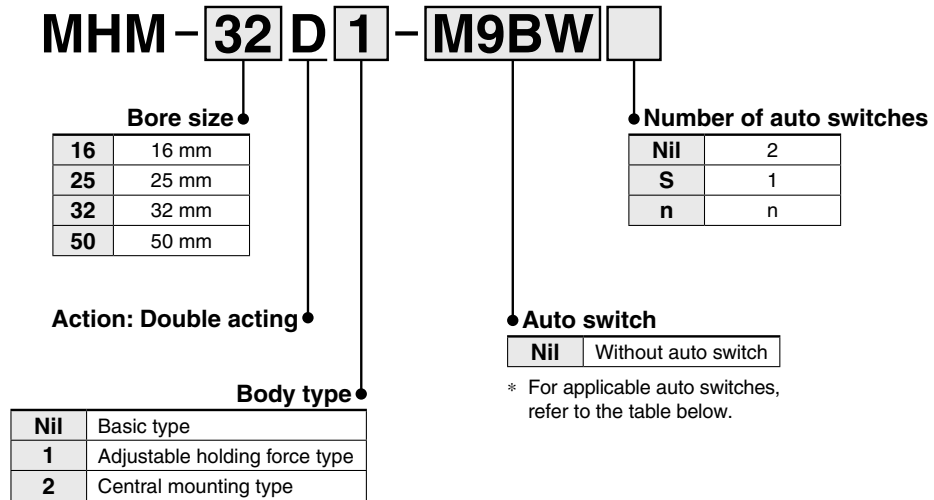 MHM - 32 D 1 - M9BW
Bore size
16 16 mm
25 25 mm
32 32 mm
50 50 mm
Number of auto switches
Nil 2
S 1
n n
Action: Double acting
Auto switch
Nil Without auto switch
* For applicable auto switches,
refer to the table below.
Body type
Nil Basic type
1 Adjustable holding force type
2 Central mounting type